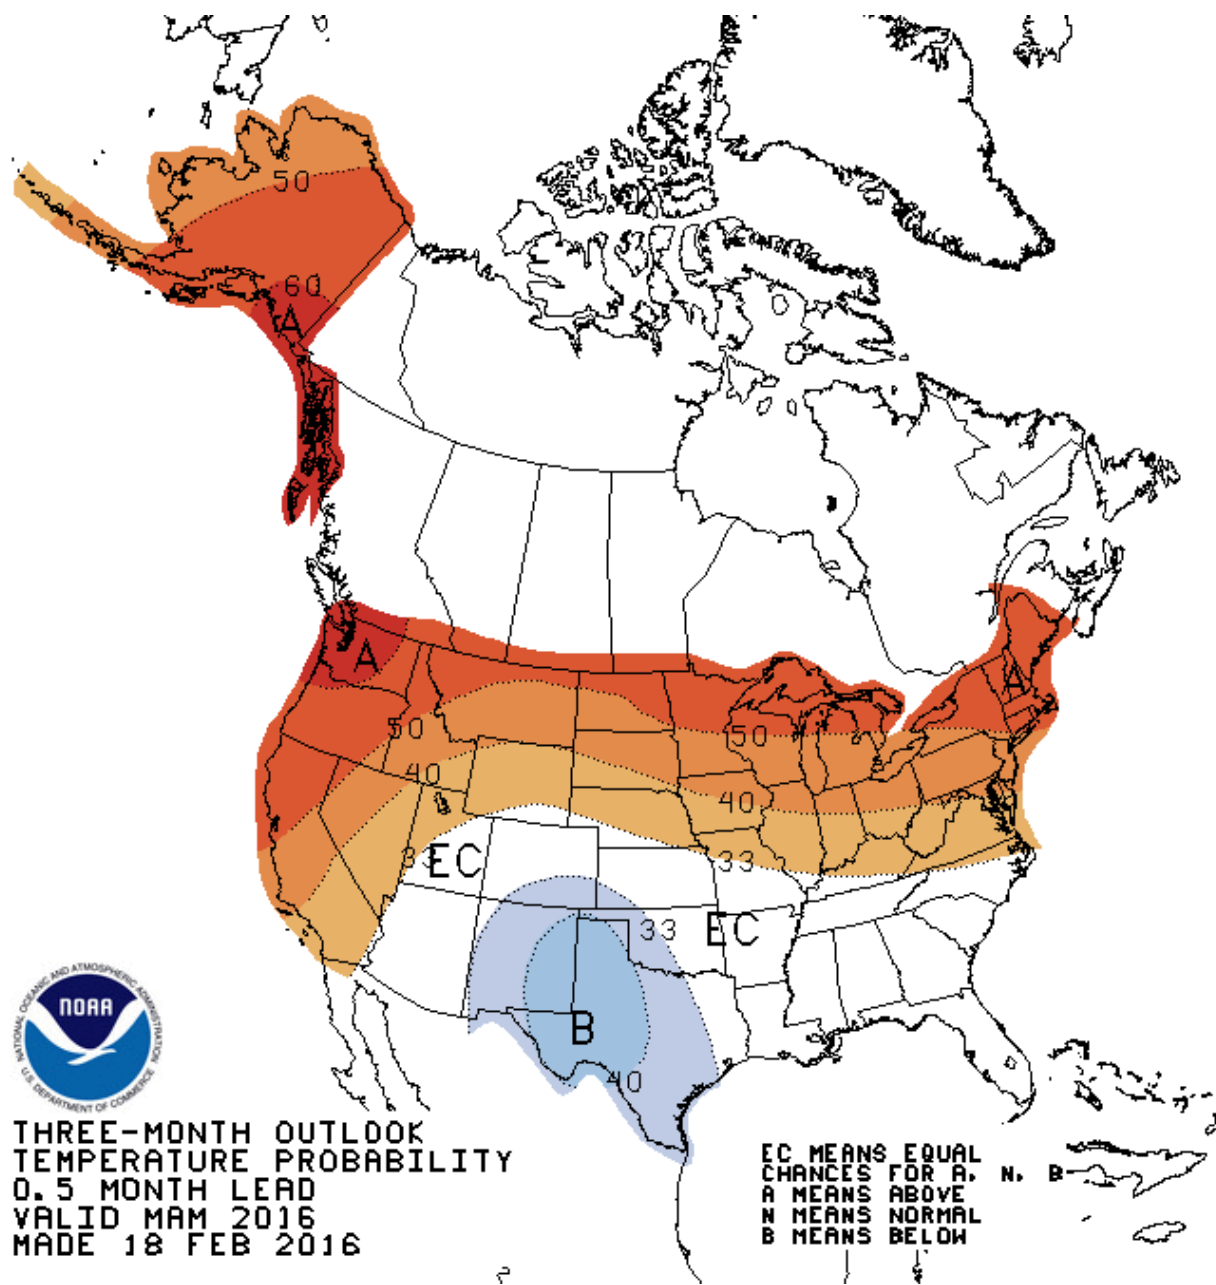 50
60
A
A
A
50
50
40
40
33
EC
33
33
EC
B
40
NATIONAL OCEANIC AND ATMOSPHERIC ADMINISTRATION
NOAA
U.S. DEPARTMENT OF COMMERCE
THREE-MONTH OUTLOOK
TEMPERATURE PROBABILITY
0.5 MONTH LEAD
VALID MAM 2016
MADE 18 FEB 2016
EC MEANS EQUAL
CHANCES FOR A, N, B
A MEANS ABOVE
N MEANS NORMAL
B MEANS BELOW